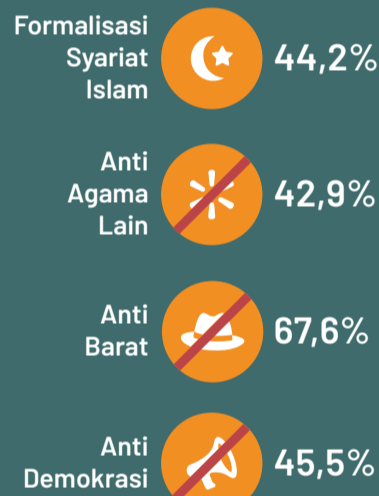 Formalisasi
Syariat
Islam
44,2%
Anti
Agama
Lain
42,9%
Anti
Barat
67,6%
Anti
Demokrasi
45,5%